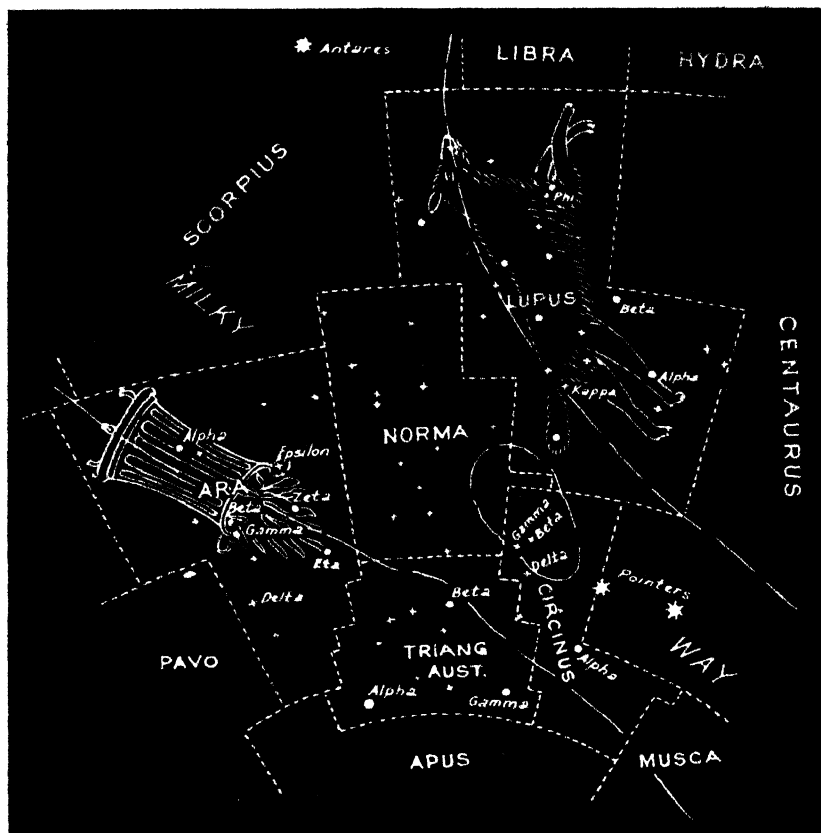 Antares
LIBRA
HYDRA
SCORPIUS
MILKY
Phi
LUPUS
Beta
Alpha
Kappa
CENTAURUS
NORMA
Alpha
Epsilon
ARA
Zeta
Beta
Gamma
Eta
Gamma
Beta
Delta
Pointers
Delta
Beta
CIRCINUS
WAY
PAVO
TRIANG
AUST.
Alpha
Alpha
Gamma
APUS
MUSCA